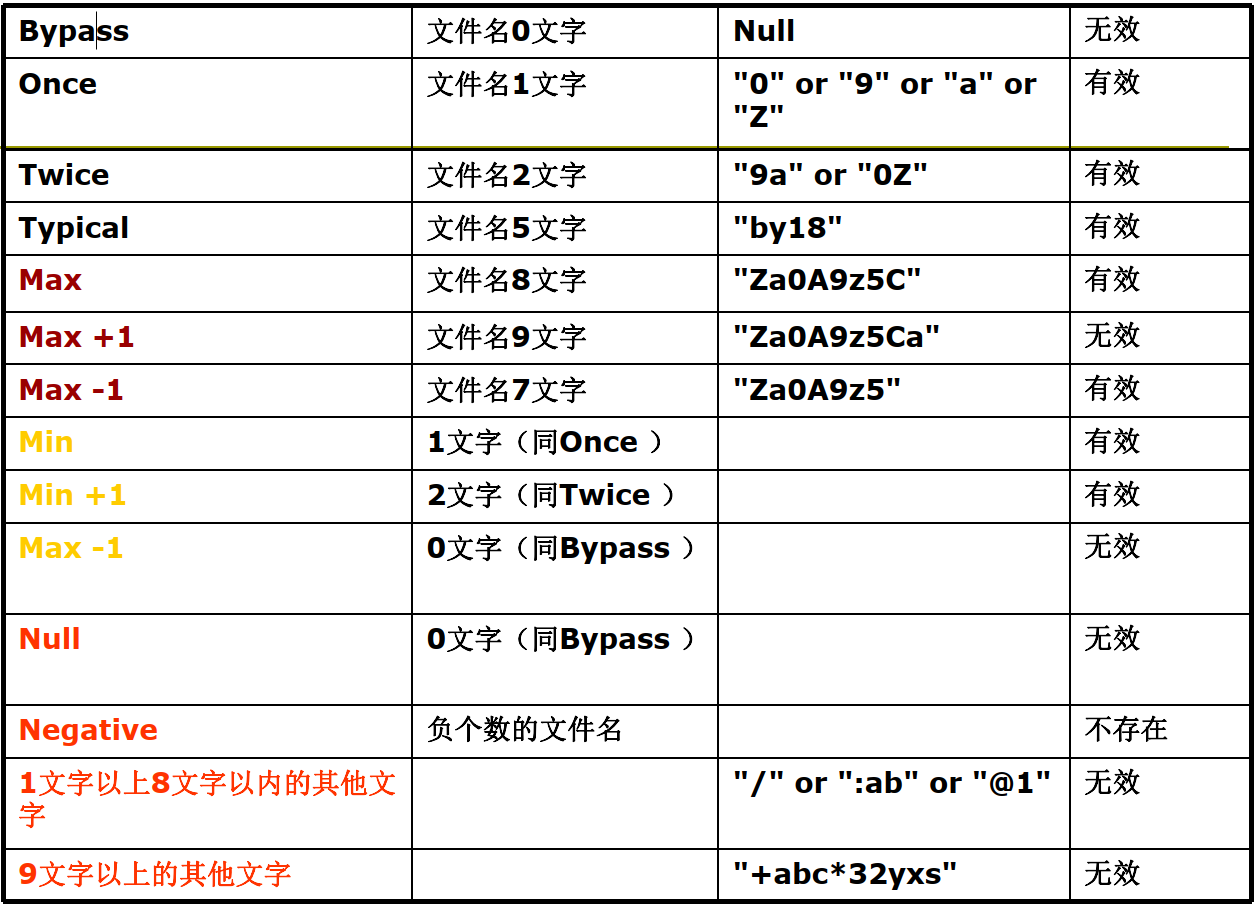 Bypass 文件名0文字 Null 无效
Once 文件名1文字 "0" or "9" or "a" or 有效
"Z"
Twice 文件名2文字 "9a" or "0Z" 有效
Typical 文件名5文字 "by18" 有效
Max 文件名8文字 "Za0A9z5C" 有效
Max +1 文件名9文字 "Za0A9z5Ca" 无效
Max -1 文件名7文字 "Za0A9z5" 有效
Min 1文字（同Once ） 有效
Min +1 2文字（同Twice ） 有效
Max -1 0文字（同Bypass ） 无效
Null 0文字（同Bypass ） 无效
Negative 负个数的文件名 不存在
1文字以上8文字以内的其他文 "/" or ":ab" or "@1" 无效
字
9文字以上的其他文字 "+abc*32yxs" 无效